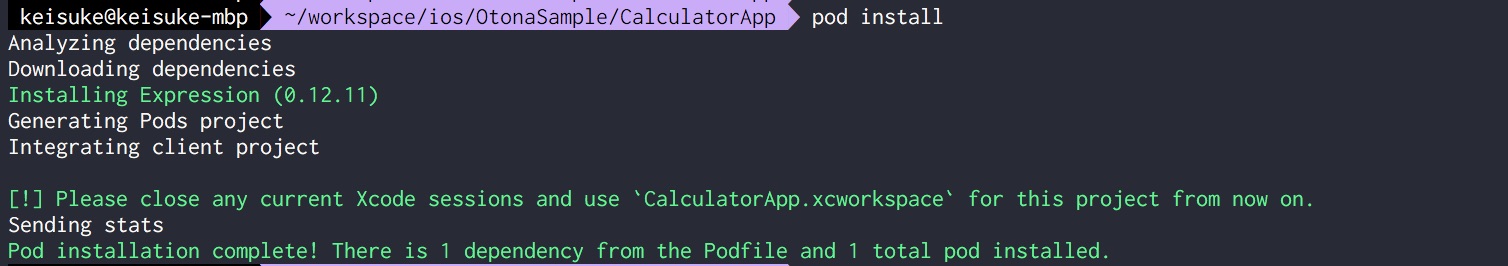 keisuke@keisuke-mbp ~/workspace/ios/OtonaSample/CalculatorApp pod install
Analyzing dependencies
Downloading dependencies
Installing Expression (0.12.11)
Generating Pods project
Integrating client project
[!] Please close any current Xcode sessions and use `CalculatorApp.xcworkspace` for this project from now on.
Sending stats
Pod installation complete! There is 1 dependency from the Podfile and 1 total pod installed.